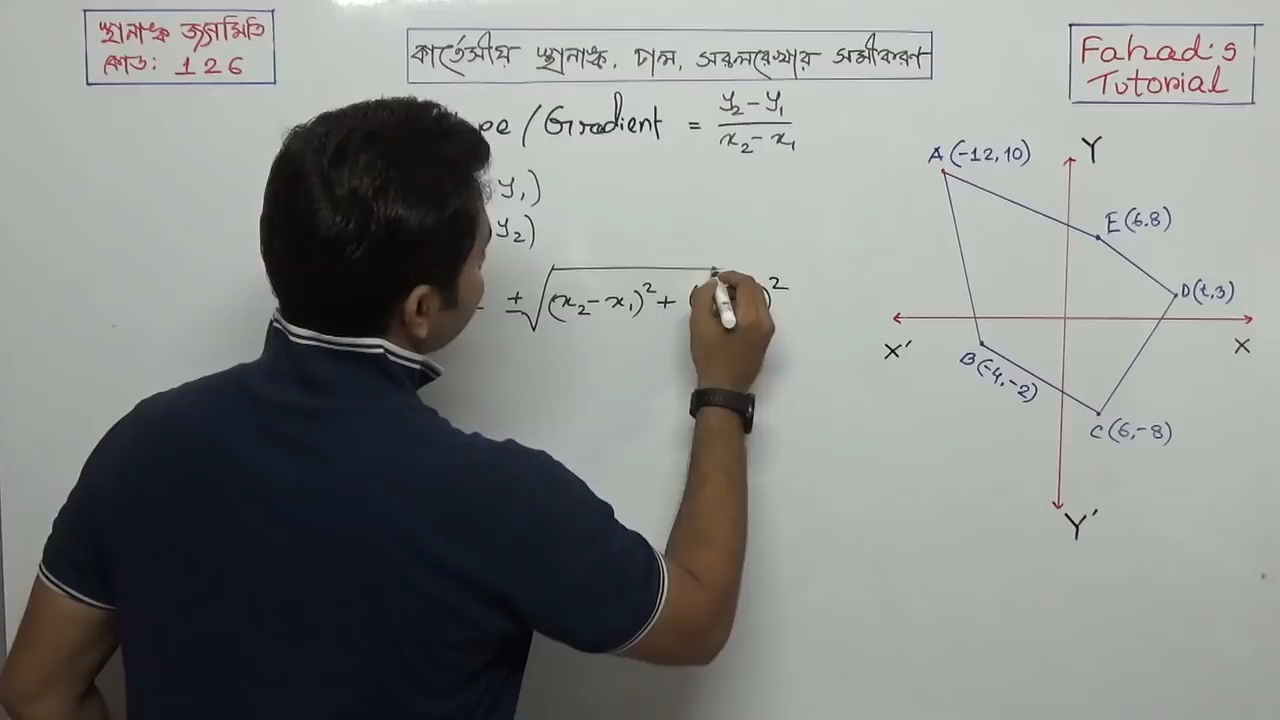 স্থানাঙ্ক জ্যামিতি
কোড: 126
কার্তেসীয় স্থানাঙ্ক, ঢাল, সরলরেখার সমীকরণ
Fahad's
Tutorial
/ Gradient = y₂ - y₁ / x₂ - x₁
y₁)
y₂)
± √(x₂ - x₁)² + ( )²
Y
A (-12, 10)
E (6.8)
D (t, 3)
X'
X
B (-4, -2)
C (6, -8)
Y'